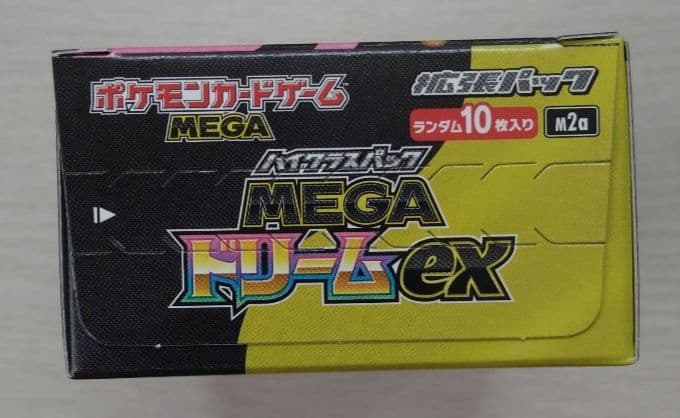 ポケモンカードゲーム
MEGA
拡張パック
ランダム10枚入り
M2a
ハイクラスパック
MEGA
ドリームex